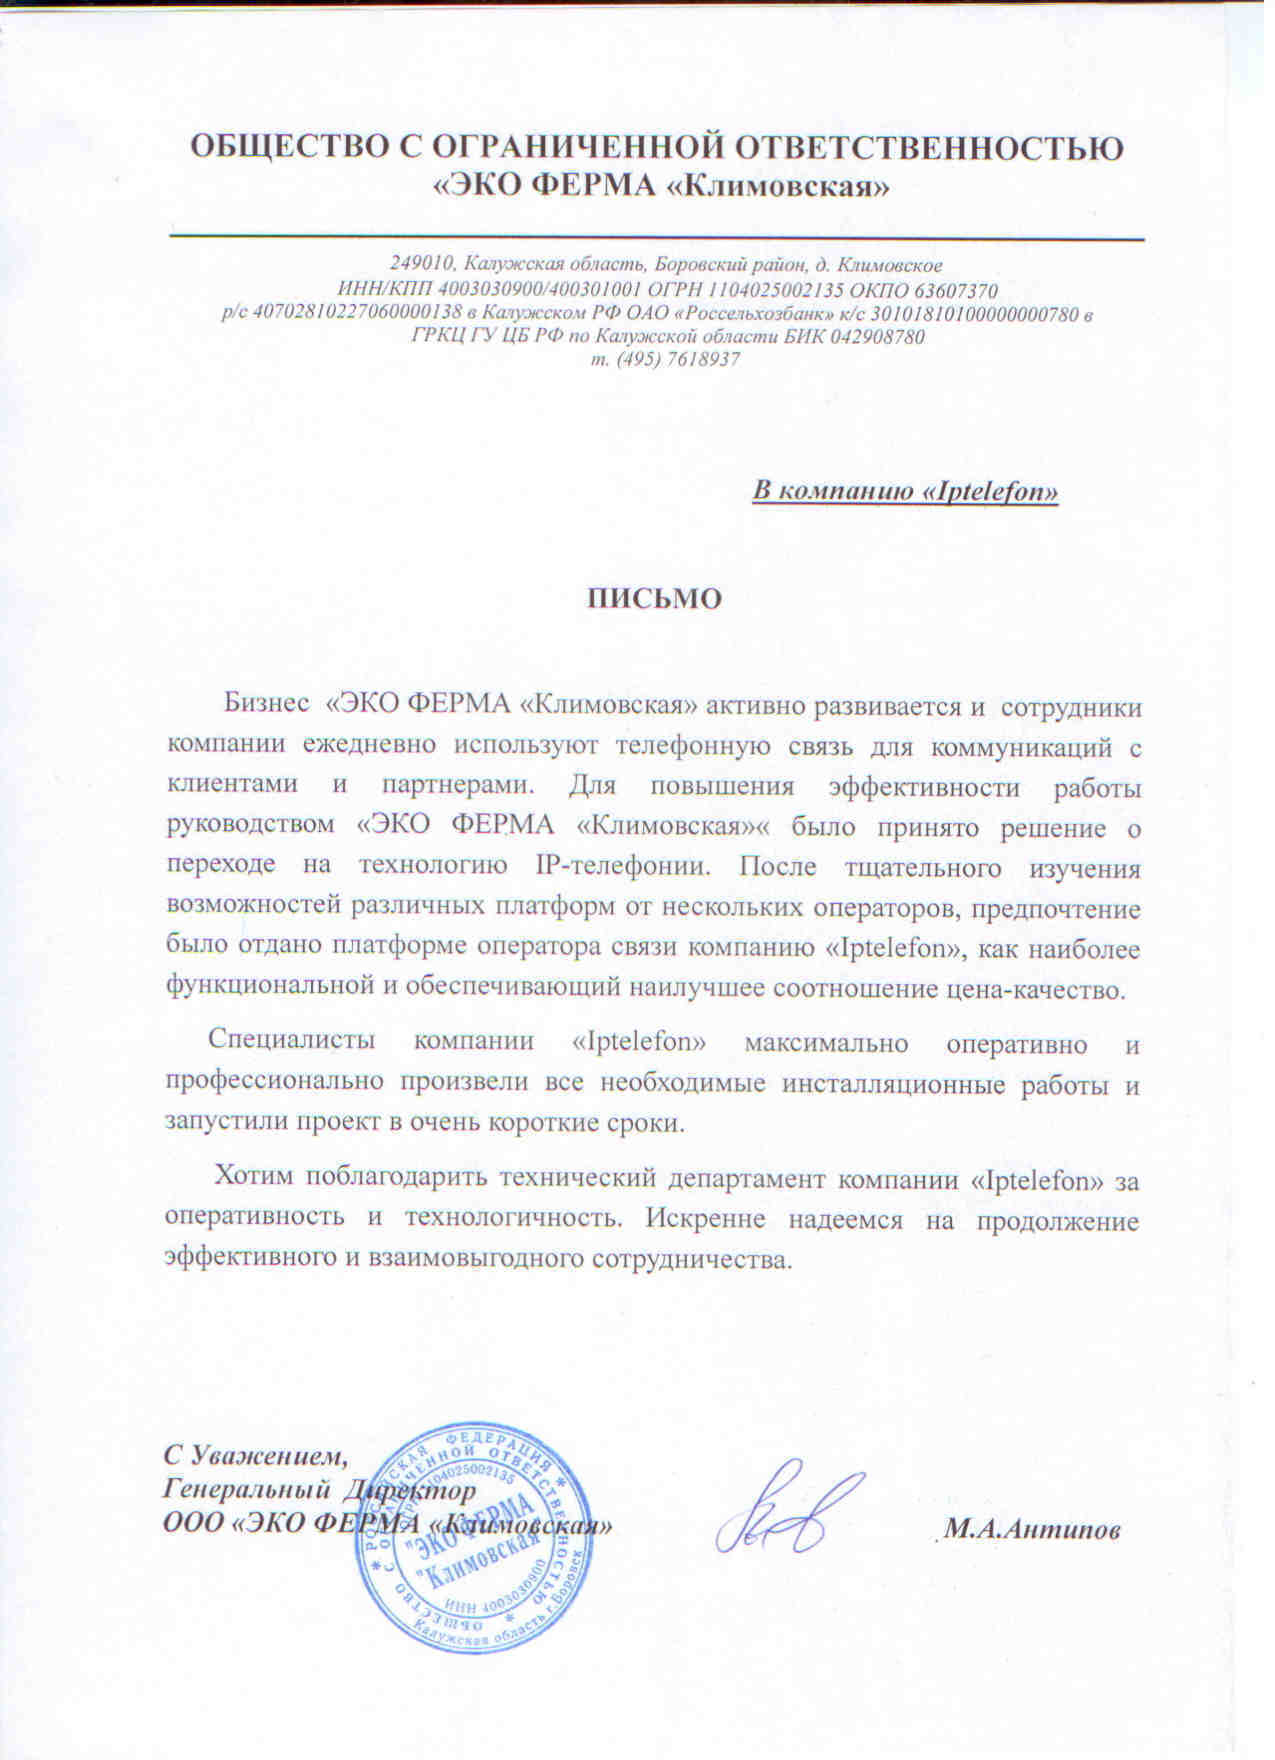 ОБЩЕСТВО С ОГРАНИЧЕННОЙ ОТВЕТСТВЕННОСТЬЮ
«ЭКО ФЕРМА «Климовская»
249010, Калужская область, Боровский район, д. Климовское
ИНН/КПП 4003030900/400301001 ОГРН 1104025002135 ОКПО 63607370
р/с 40702810227060000138 в Калужском РФ ОАО «Россельхозбанк» к/с 30101810100000000780 в
ГРКЦ ГУ ЦБ РФ по Калужской области БИК 042908780
т. (495) 7618937
В компанию «Iptelefon»
ПИСЬМО
Бизнес «ЭКО ФЕРМА «Климовская» активно развивается и сотрудники
компании ежедневно используют телефонную связь для коммуникаций с
клиентами и партнерами. Для повышения эффективности работы
руководством «ЭКО ФЕРМА «Климовская»« было принято решение о
переходе на технологию IP-телефонии. После тщательного изучения
возможностей различных платформ от нескольких операторов, предпочтение
было отдано платформе оператора связи компанию «Iptelefon», как наиболее
функциональной и обеспечивающий наилучшее соотношение цена-качество.
Специалисты компании «Iptelefon» максимально оперативно и
профессионально произвели все необходимые инсталляционные работы и
запустили проект в очень короткие сроки.
Хотим поблагодарить технический департамент компании «Iptelefon» за
оперативность и технологичность. Искренне надеемся на продолжение
эффективного и взаимовыгодного сотрудничества.
С Уважением,
Генеральный Директор
ООО «ЭКО ФЕРМА «Климовская»
М.А.Антипов
* РОССИЙСКАЯ ФЕДЕРАЦИЯ *
Калужская область г.Боровск
ОБЩЕСТВО С ОГРАНИЧЕННОЙ ОТВЕТСТВЕННОСТЬЮ *
ОГРН 1104025002135
"ЭКО ФЕРМА
"Климовская"
ИНН 4003030900